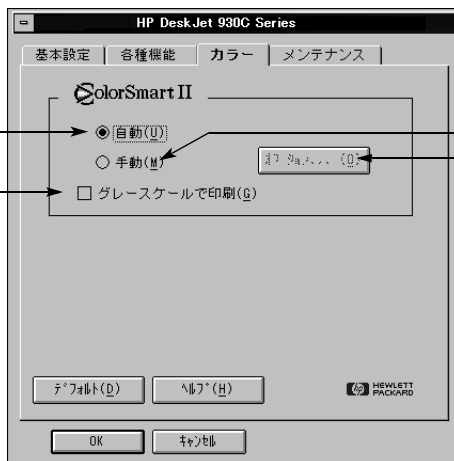 HP DeskJet 930C Series
基本設定 各種機能 カラー メンテナンス
ColorSmart II
自動(U)
手動(M)
(O)
グレースケールで印刷(G)
ﾃﾞﾌｫﾙﾄ(D) ﾍﾙﾌﾟ(H)
hp HEWLETT PACKARD
OK ｷｬﾝｾﾙ